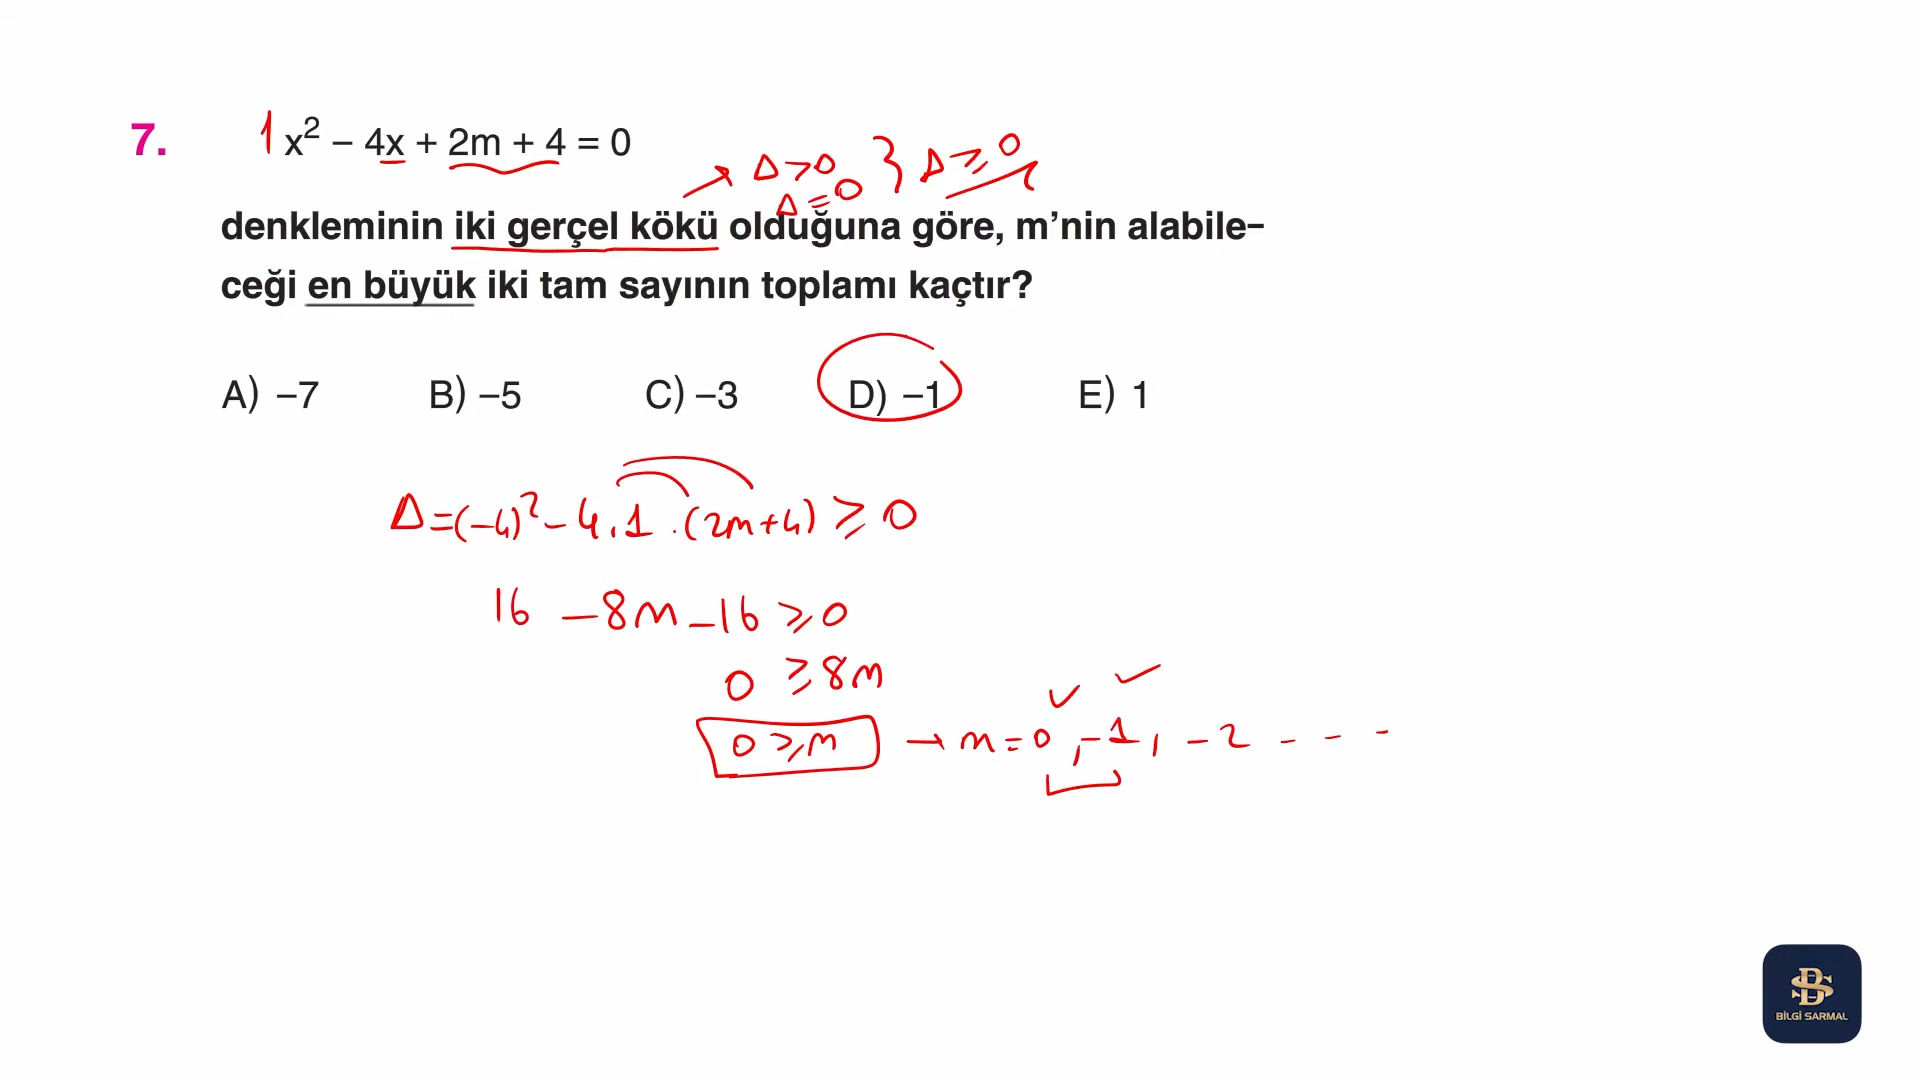 7. 1x² – 4x + 2m + 4 = 0
→ Δ>0
Δ=0 } Δ≥0
denkleminin iki gerçel kökü olduğuna göre, m’nin alabile–
ceği en büyük iki tam sayının toplamı kaçtır?
A) –7 B) –5 C) –3 D) –1 E) 1
Δ=(-4)²-4.1.(2m+4) ≥ 0
16 -8m-16 ≥ 0
0 ≥ 8m
0 ≥ m → m=0, -1, -2 - - -
BS
BİLGİ SARMAL